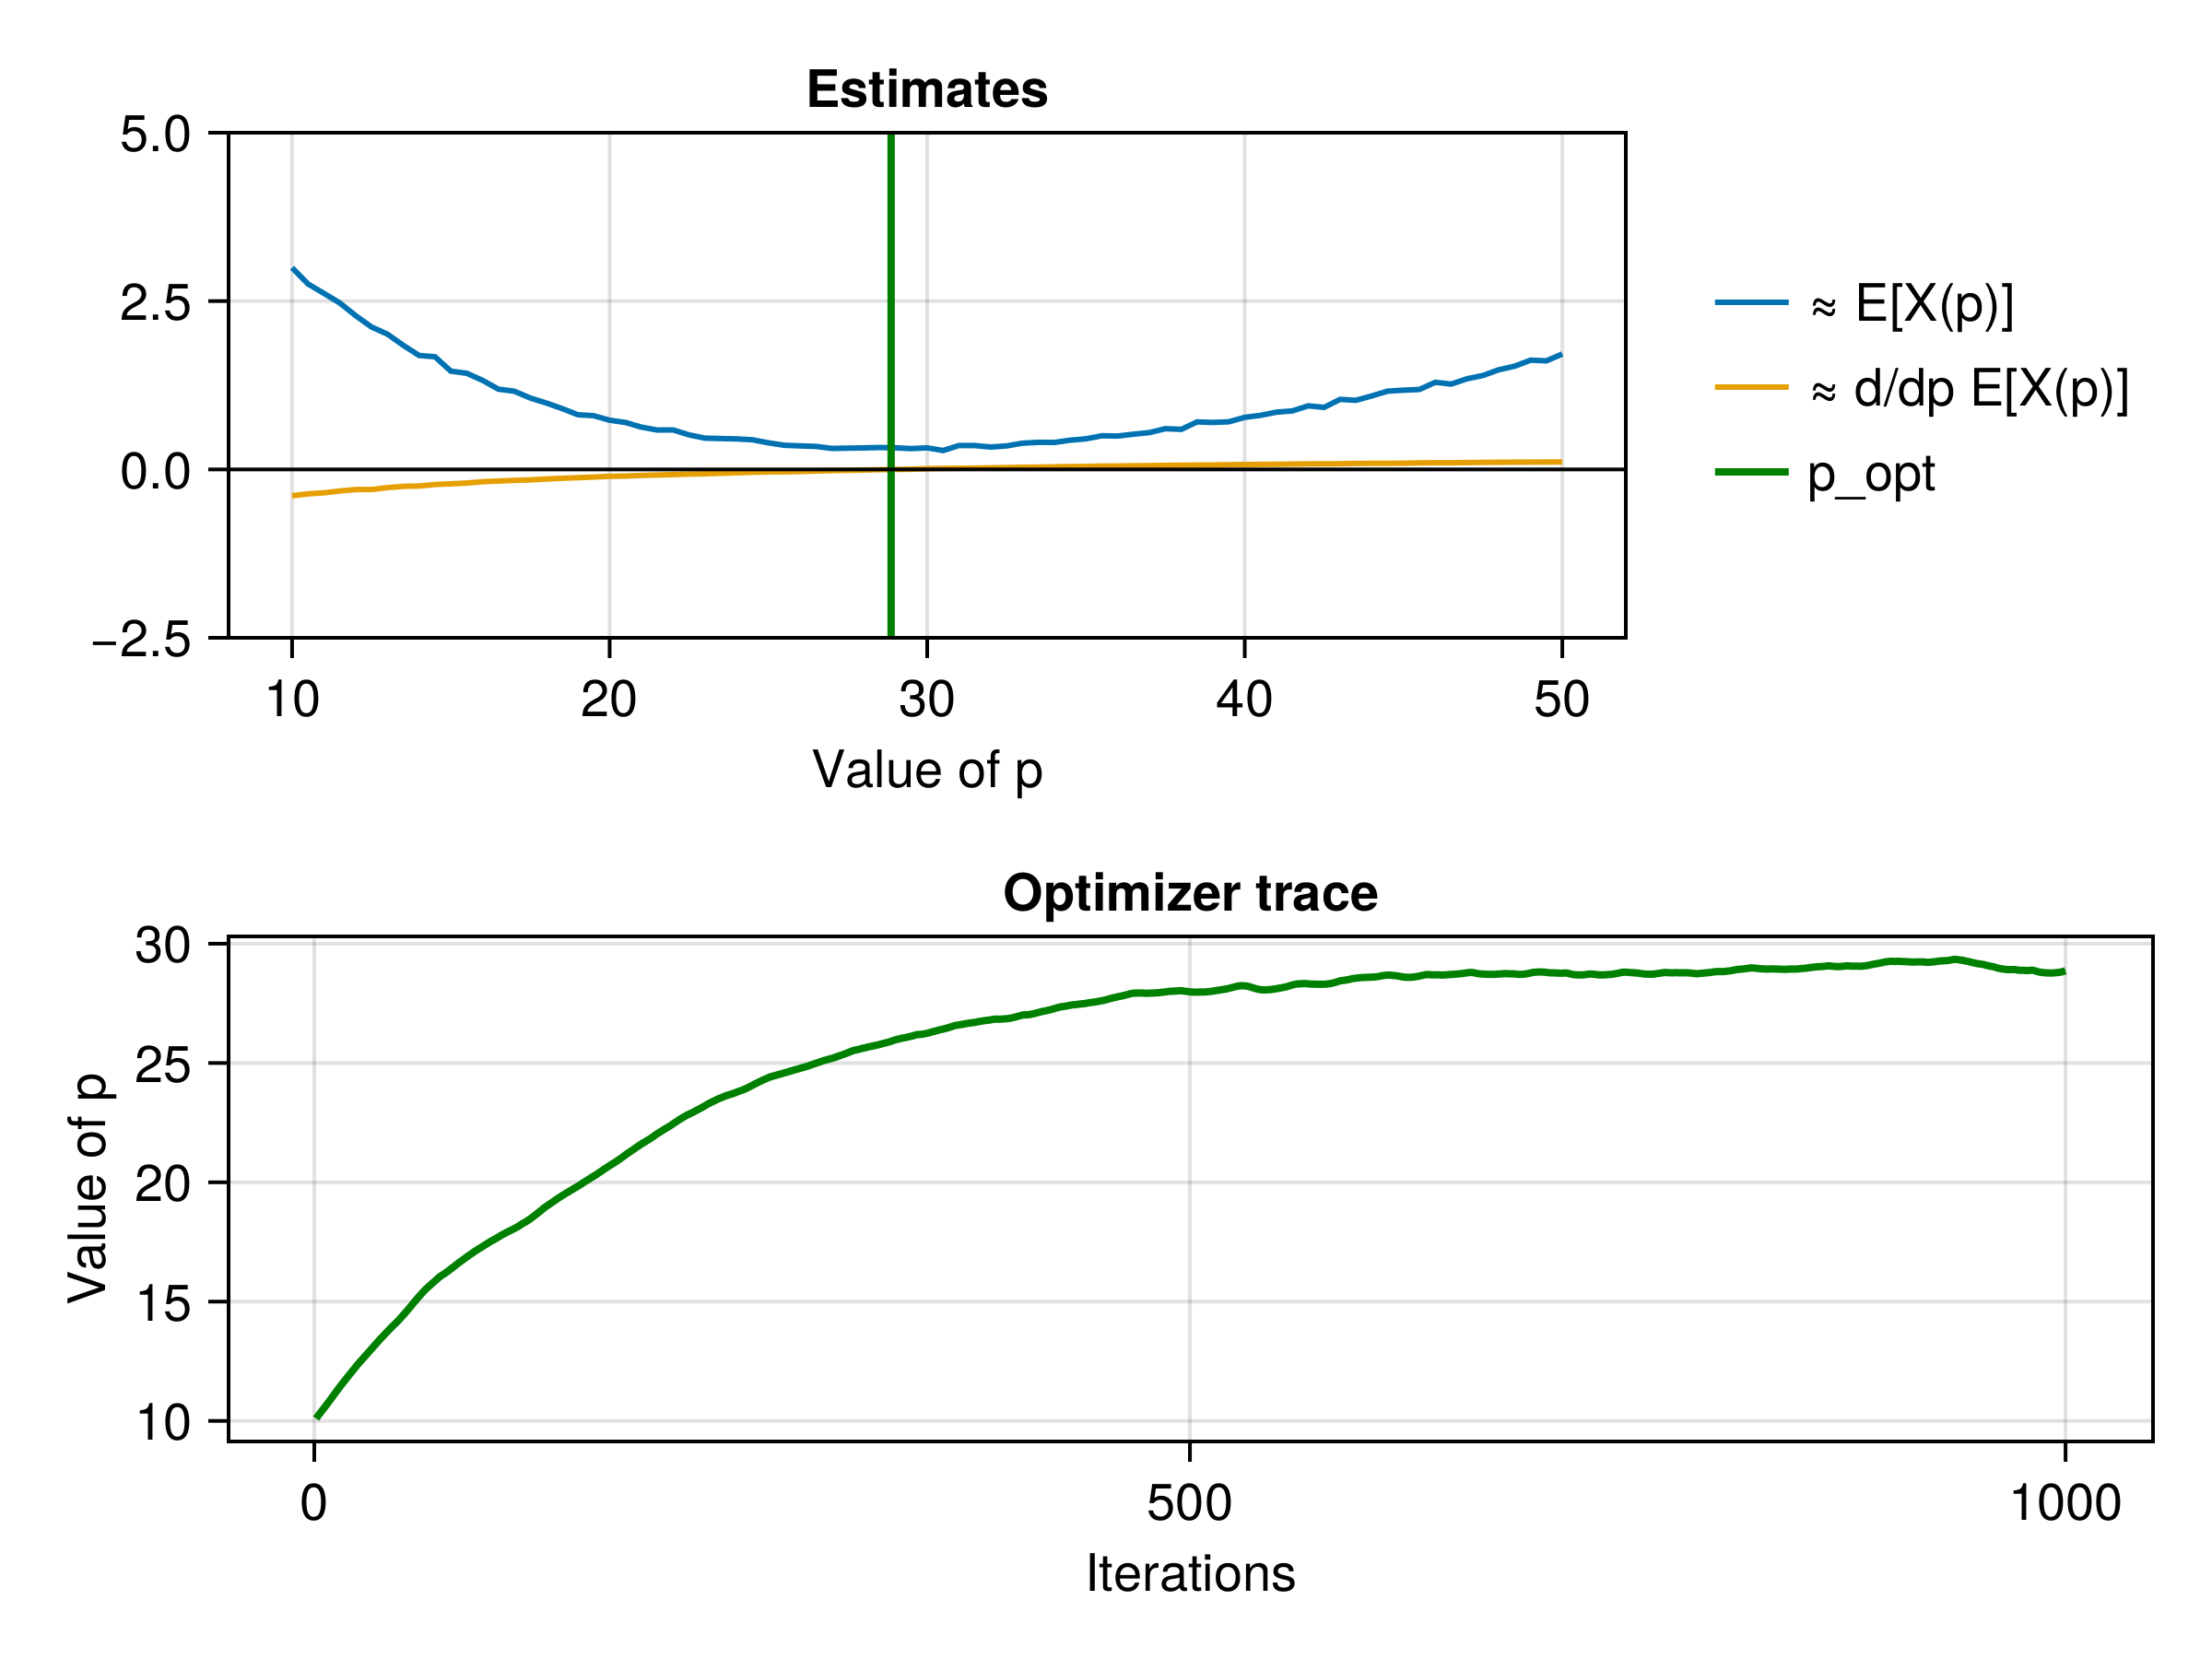 Estimates
5.0
2.5
0.0
−2.5
10 20 30 40 50
Value of p
≈ E[X(p)]
≈ d/dp E[X(p)]
p_opt
Optimizer trace
30
25
20
15
10
Value of p
0 500 1000
Iterations